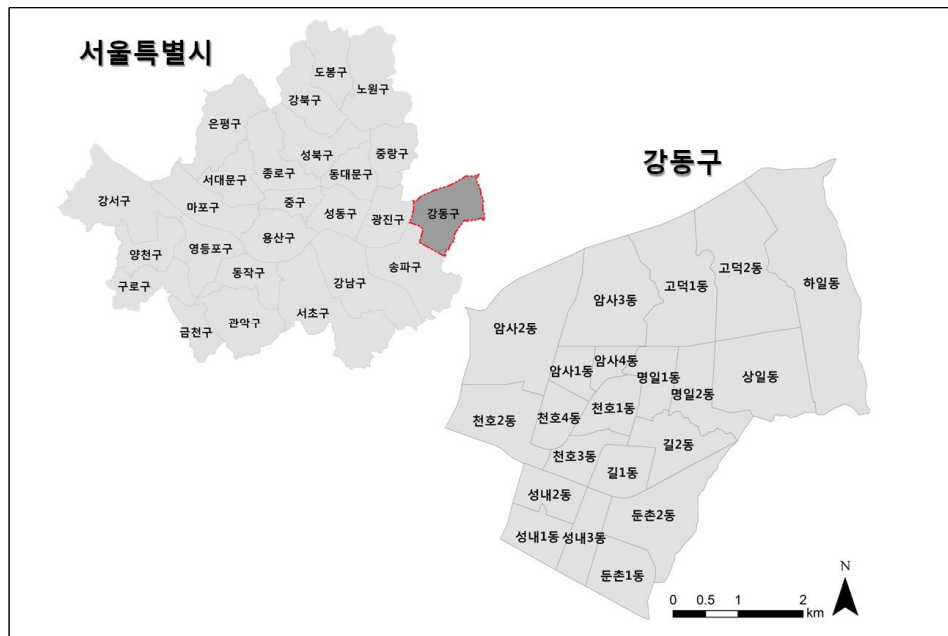 서울특별시
도봉구
노원구
강북구
은평구
성북구
중랑구
서대문구
종로구
동대문구
강서구
마포구
중구
성동구
광진구
강동구
양천구
영등포구
용산구
송파구
구로구
동작구
강남구
금천구
관악구
서초구
강동구
고덕2동
고덕1동
하일동
암사3동
암사2동
암사4동
암사1동
명일1동
상일동
명일2동
천호2동
천호4동
천호1동
길2동
천호3동
길1동
성내2동
둔촌2동
성내1동
성내3동
둔촌1동
N
0 0.5 1 2
km